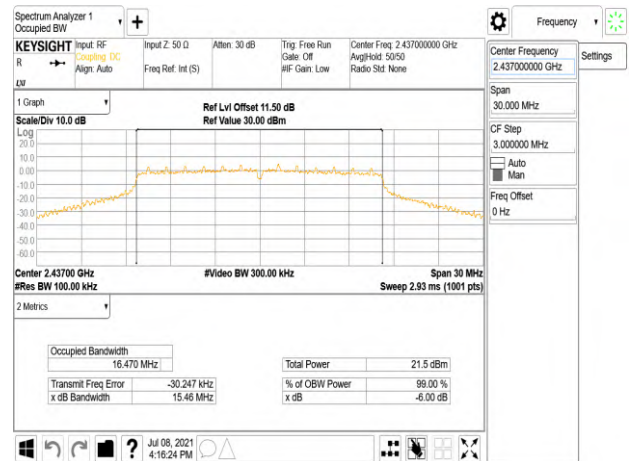 Spectrum Analyzer 1
Occupied BW
Frequency
KEYSIGHT
R
Input: RF
Coupling: DC
Align: Auto
Input Z: 50 Ω
Freq Ref: Int (S)
Atten: 30 dB
Trig: Free Run
Gate: Off
#IF Gain: Low
Center Freq: 2.437000000 GHz
Avg|Hold: 50/50
Radio Std: None
LXI
1 Graph
Scale/Div 10.0 dB
Ref Lvl Offset 11.50 dB
Ref Value 30.00 dBm
Log
20.0
10.0
0.00
-10.0
-20.0
-30.0
-40.0
-50.0
-60.0
Center 2.43700 GHz
#Res BW 100.00 kHz
#Video BW 300.00 kHz
Span 30 MHz
Sweep 2.93 ms (1001 pts)
2 Metrics
Occupied Bandwidth
16.470 MHz
Transmit Freq Error -30.247 kHz
x dB Bandwidth 15.46 MHz
Total Power 21.5 dBm
% of OBW Power 99.00 %
x dB -6.00 dB
Jul 08, 2021
4:16:24 PM
Center Frequency
2.437000000 GHz
Settings
Span
30.000 MHz
CF Step
3.000000 MHz
Auto
Man
Freq Offset
0 Hz